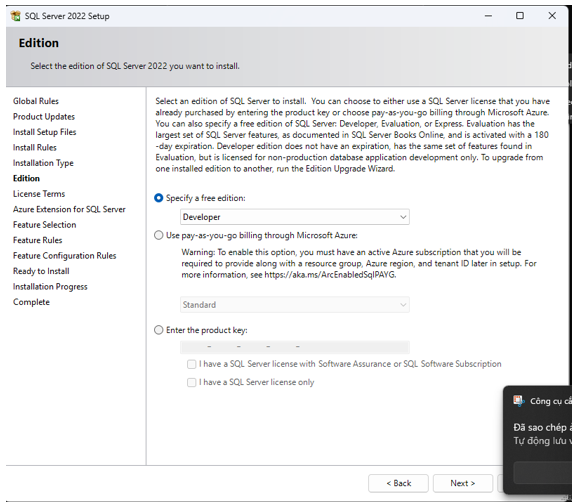 SQL Server 2022 Setup
Edition
Select the edition of SQL Server 2022 you want to install.
Global Rules
Product Updates
Install Setup Files
Install Rules
Installation Type
Edition
License Terms
Azure Extension for SQL Server
Feature Selection
Feature Rules
Feature Configuration Rules
Ready to Install
Installation Progress
Complete
Select an edition of SQL Server to install. You can choose to either use a SQL Server license that you have
already purchased by entering the product key or choose pay-as-you-go billing through Microsoft Azure.
You can also specify a free edition of SQL Server: Developer, Evaluation, or Express. Evaluation has the
largest set of SQL Server features, as documented in SQL Server Books Online, and is activated with a 180
-day expiration. Developer edition does not have an expiration, has the same set of features found in
Evaluation, but is licensed for non-production database application development only. To upgrade from
one installed edition to another, run the Edition Upgrade Wizard.
Specify a free edition:
Developer
Use pay-as-you-go billing through Microsoft Azure:
Warning: To enable this option, you must have an active Azure subscription that you will be
required to provide along with a resource group, Azure region, and tenant ID later in setup. For
more information, see https://aka.ms/ArcEnabledSqlPAYG.
Standard
Enter the product key:
- - - -
I have a SQL Server license with Software Assurance or SQL Software Subscription
I have a SQL Server license only
Công cụ cắ
Đã sao chép
Tự động lưu v
< Back
Next >